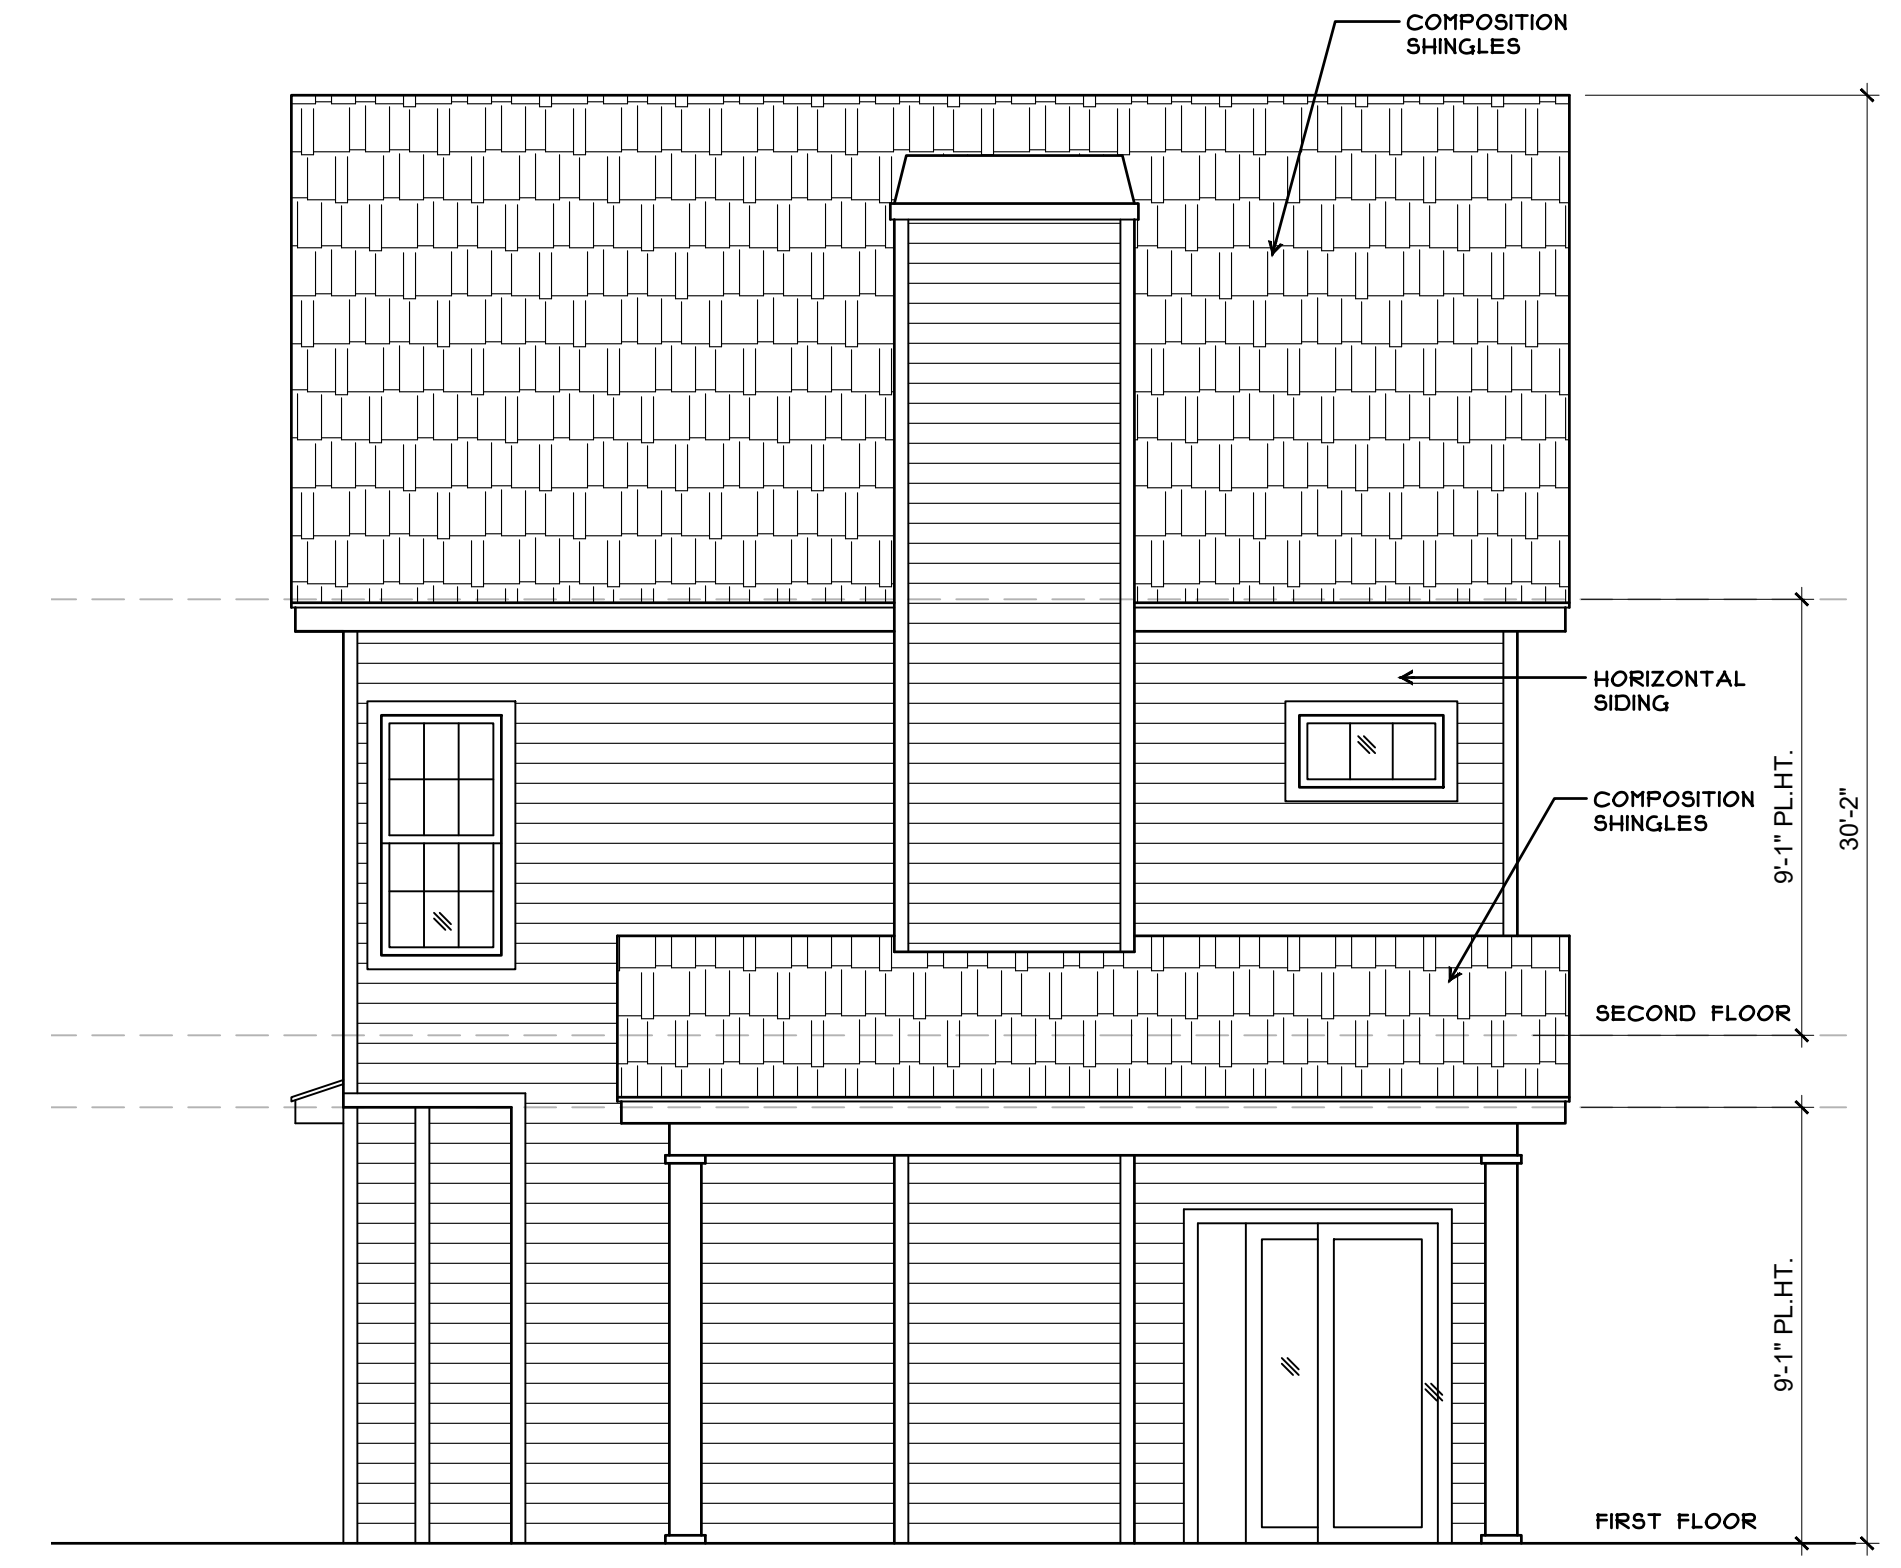 COMPOSITION
SHINGLES
HORIZONTAL
SIDING
9'-1" PL.HT.
30'-2"
COMPOSITION
SHINGLES
SECOND FLOOR
9'-1" PL.HT.
FIRST FLOOR